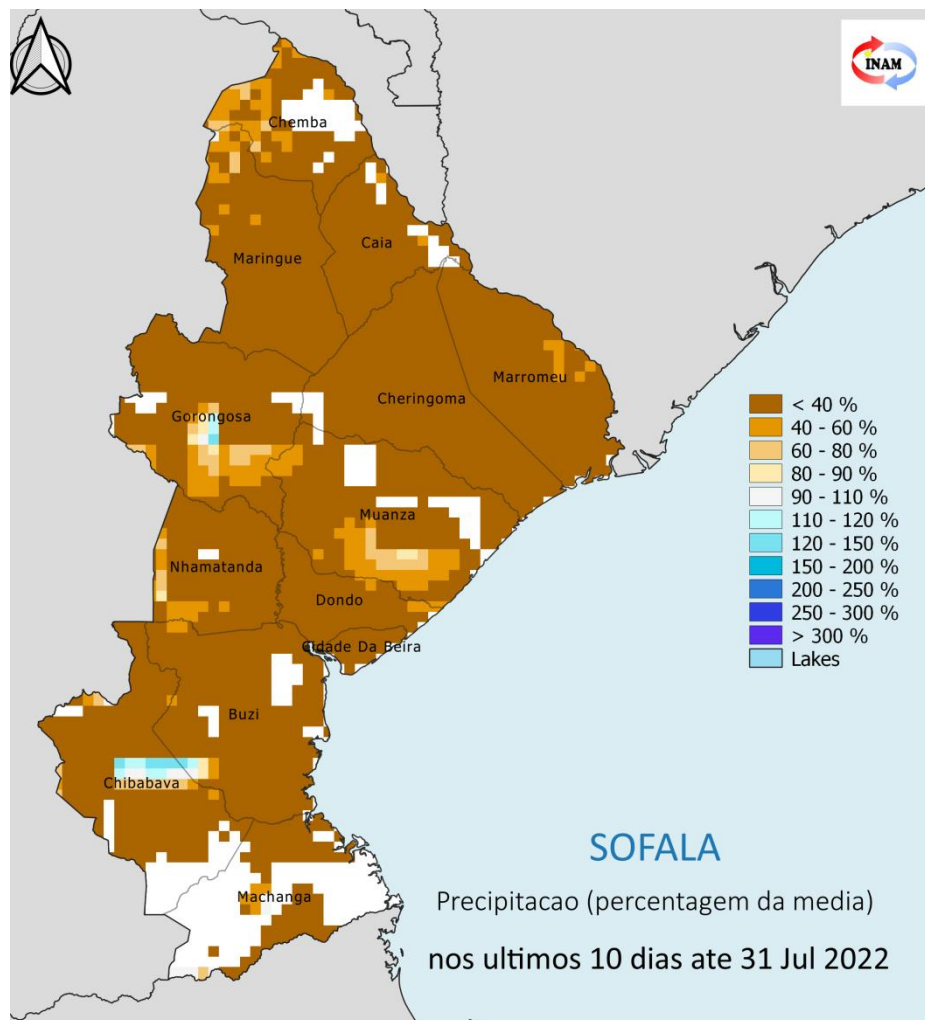 INAM
Chemba
Caia
Maringue
Marromeu
Cheringoma
Gorongosa
Muanza
Nhamatanda
Dondo
Cidade Da Beira
Buzi
Chibabava
Machanga
< 40 %
40 - 60 %
60 - 80 %
80 - 90 %
90 - 110 %
110 - 120 %
120 - 150 %
150 - 200 %
200 - 250 %
250 - 300 %
> 300 %
Lakes
SOFALA
Precipitacao (percentagem da media)
nos ultimos 10 dias ate 31 Jul 2022